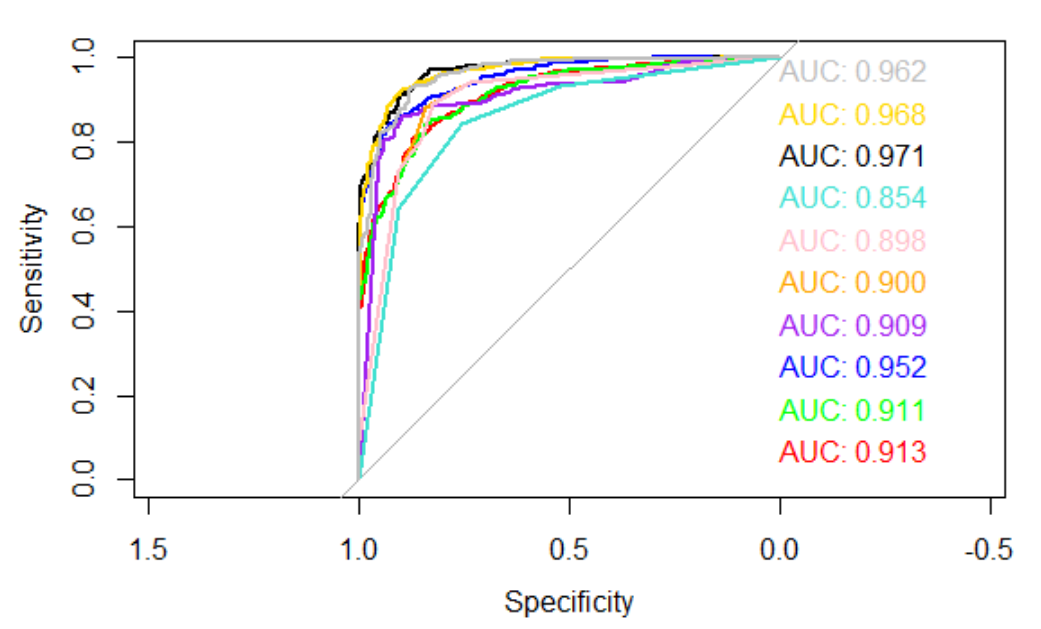 1.0
0.8
0.6
0.4
0.2
0.0
Sensitivity
AUC: 0.962
AUC: 0.968
AUC: 0.971
AUC: 0.854
AUC: 0.898
AUC: 0.900
AUC: 0.909
AUC: 0.952
AUC: 0.911
AUC: 0.913
1.5 1.0 0.5 0.0 -0.5
Specificity